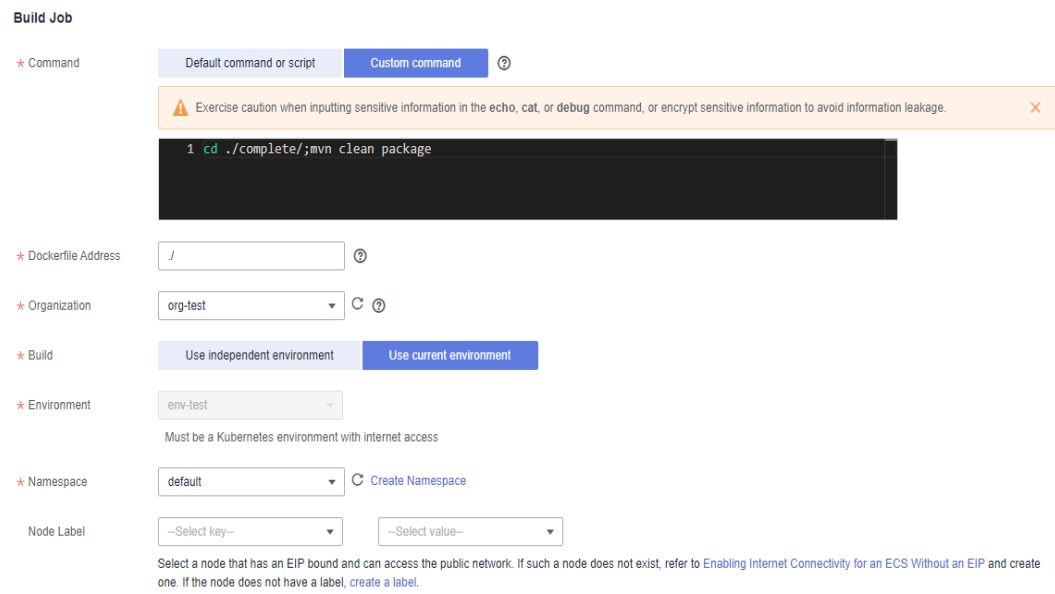 Build Job
* Command Default command or script Custom command ?
Exercise caution when inputting sensitive information in the echo, cat, or debug command, or encrypt sensitive information to avoid information leakage.
1 cd ./complete/;mvn clean package
* Dockerfile Address ./ ?
* Organization org-test ?
* Build Use independent environment Use current environment
* Environment env-test
Must be a Kubernetes environment with internet access
* Namespace default Create Namespace
Node Label --Select key-- --Select value--
Select a node that has an EIP bound and can access the public network. If such a node does not exist, refer to Enabling Internet Connectivity for an ECS Without an EIP and create
one. If the node does not have a label, create a label.